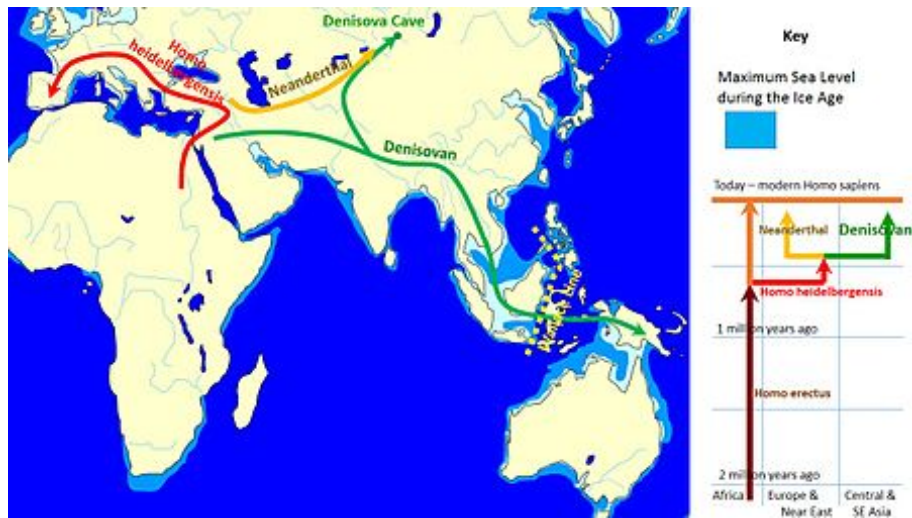 Denisova Cave
Homo
heidelbergensis
Neanderthal
Denisovan
Wallace Line
Key
Maximum Sea Level
during the Ice Age
Today – modern Homo sapiens
Neanderthal
Denisovan
Homo heidelbergensis
1 million years ago
Homo erectus
2 million years ago
Africa
Europe &
Near East
Central &
SE Asia